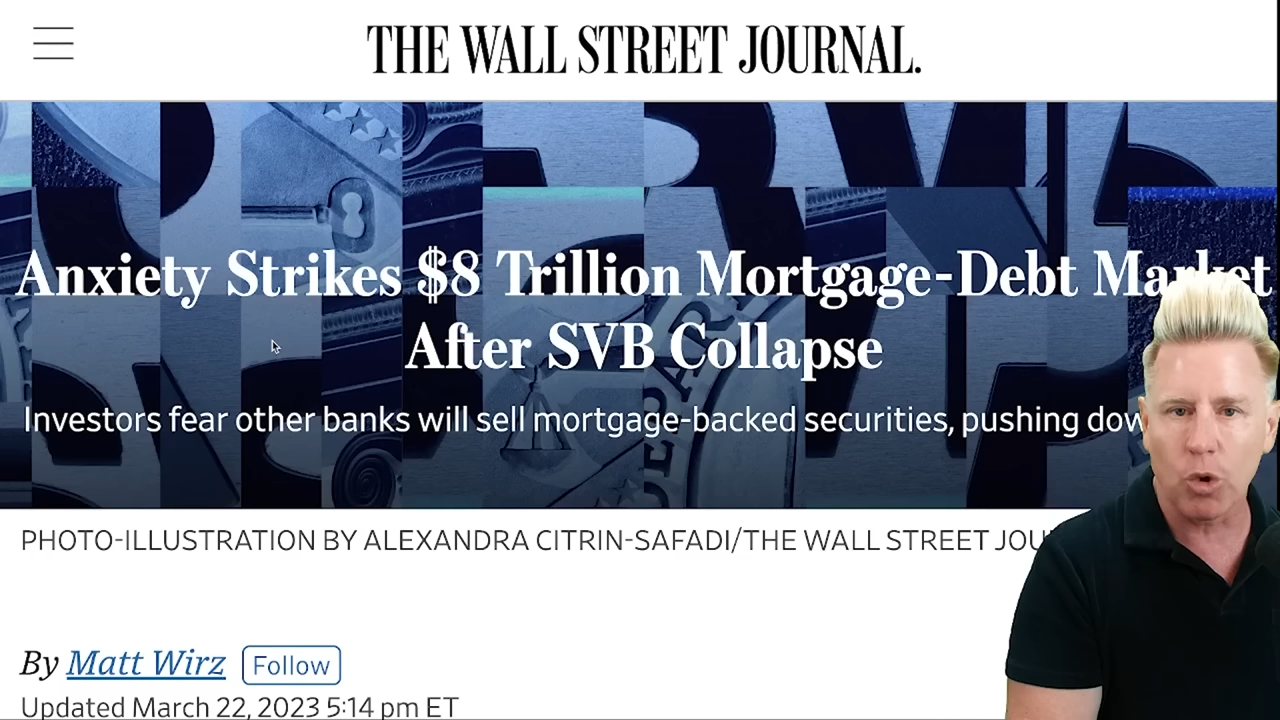 THE WALL STREET JOURNAL.
Anxiety Strikes $8 Trillion Mortgage-Debt Market
After SVB Collapse
Investors fear other banks will sell mortgage-backed securities, pushing
PHOTO-ILLUSTRATION BY ALEXANDRA CITRIN-SAFADI/THE WALL STREET
By Matt Wirz Follow
Updated March 22, 2023 5:14 pm ET